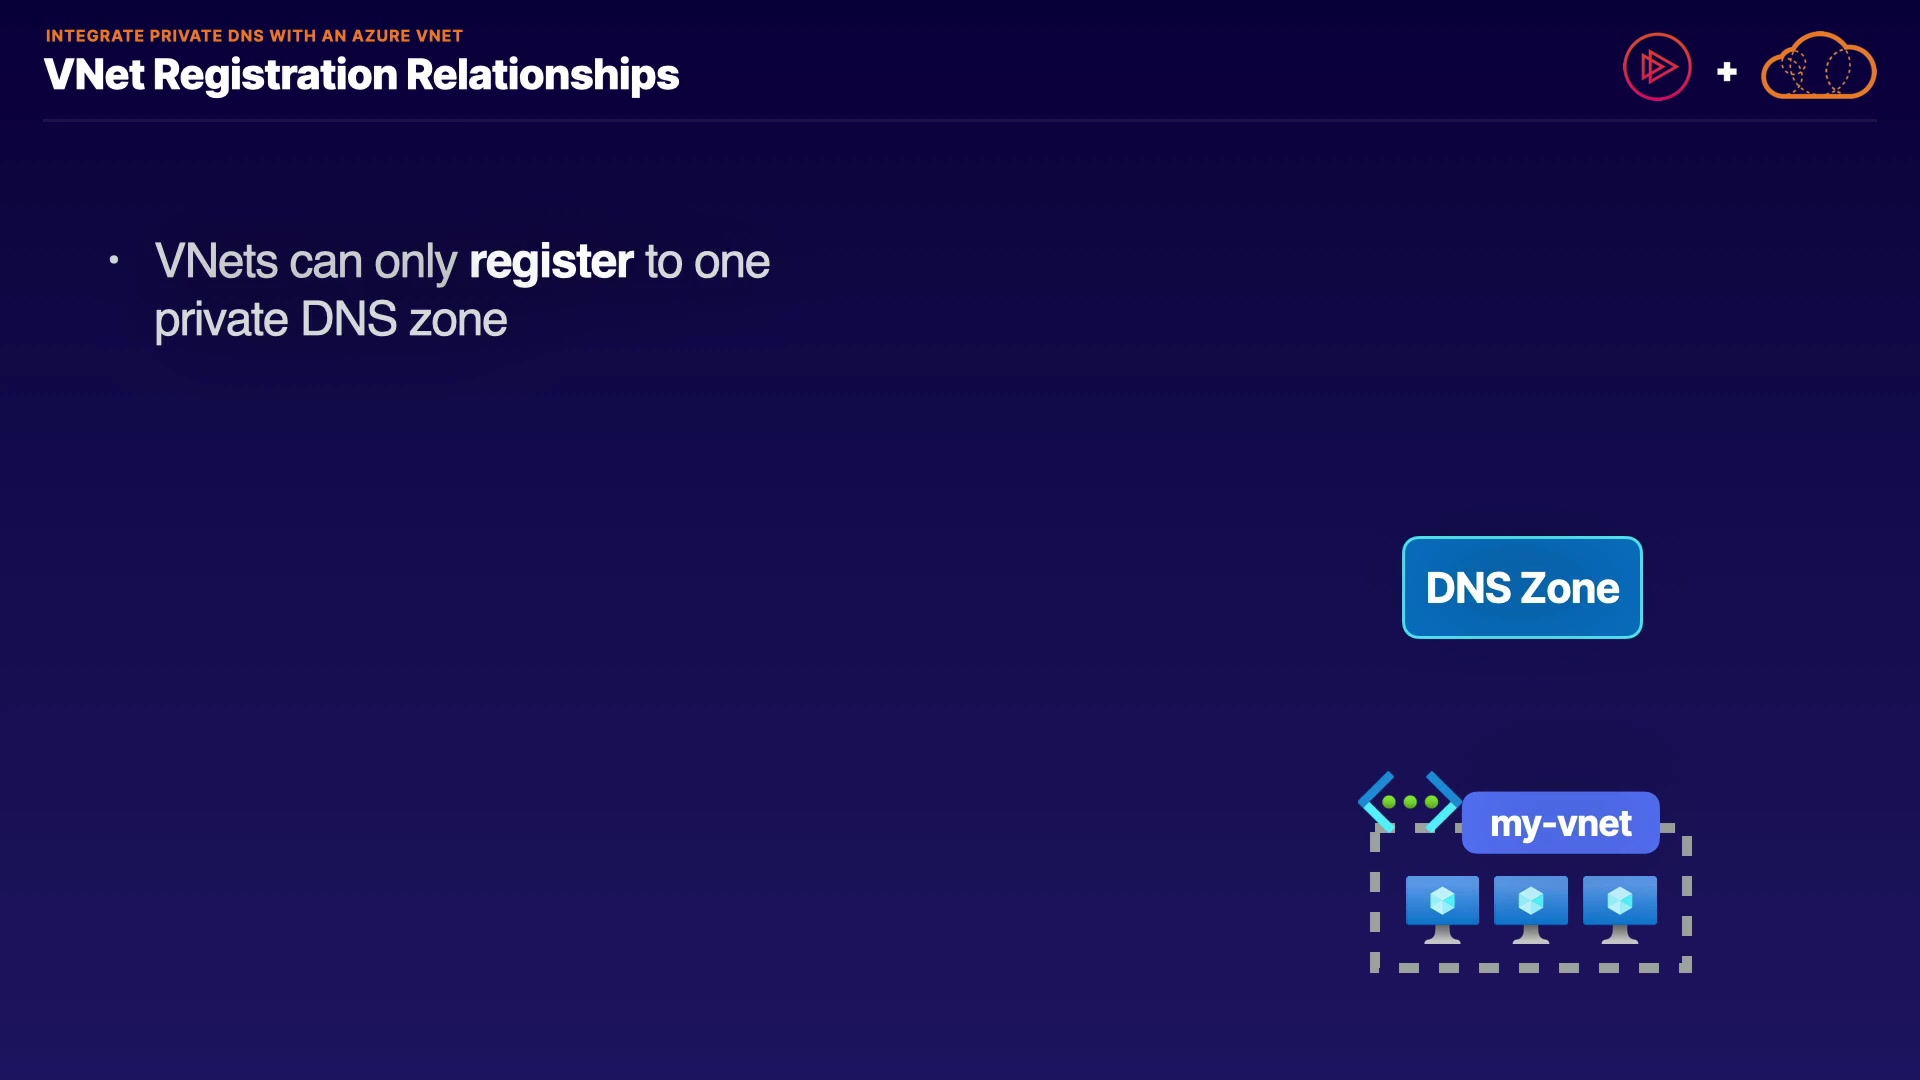 INTEGRATE PRIVATE DNS WITH AN AZURE VNET
VNet Registration Relationships
• VNets can only register to one
private DNS zone
DNS Zone
my-vnet